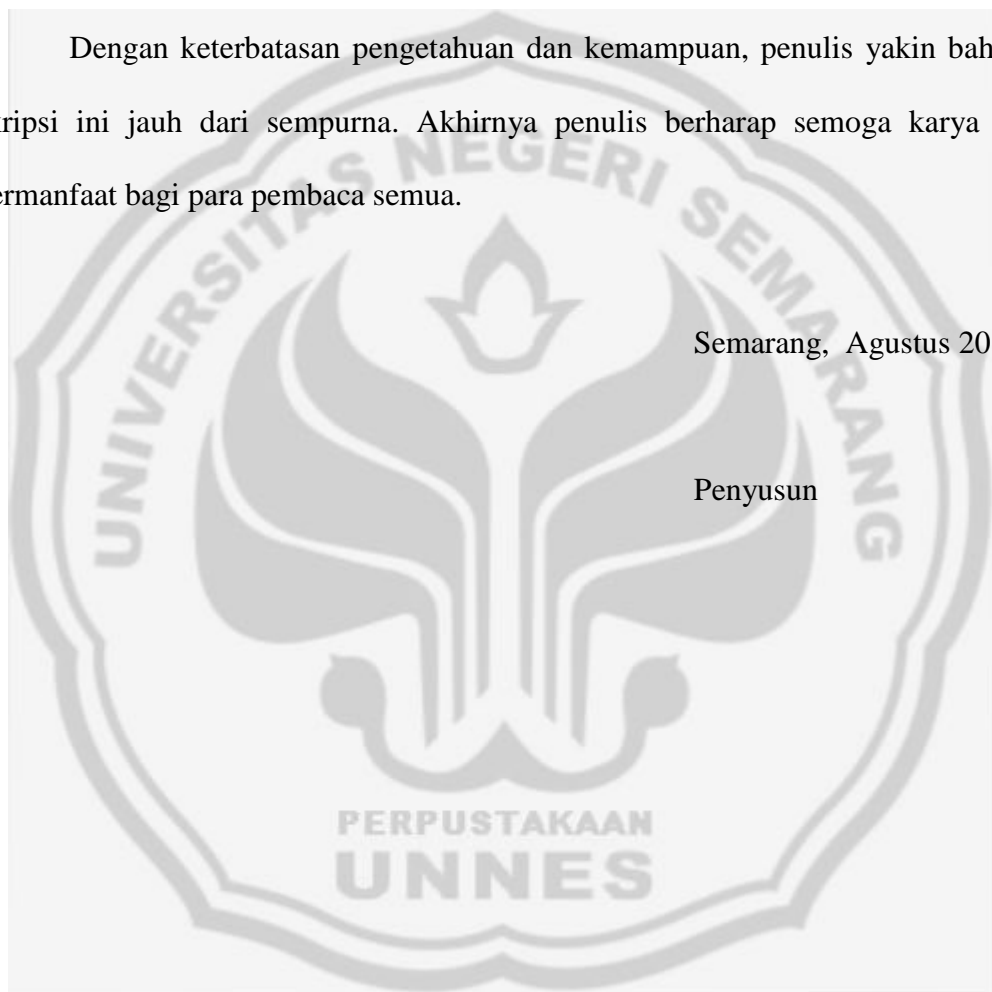 Dengan keterbatasan pengetahuan dan kemampuan, penulis yakin bah
kripsi ini jauh dari sempurna. Akhirnya penulis berharap semoga karya
ermanfaat bagi para pembaca semua.
UNIVERSITAS NEGERI SEMARANG
Semarang, Agustus 20
Penyusun
PERPUSTAKAAN
UNNES